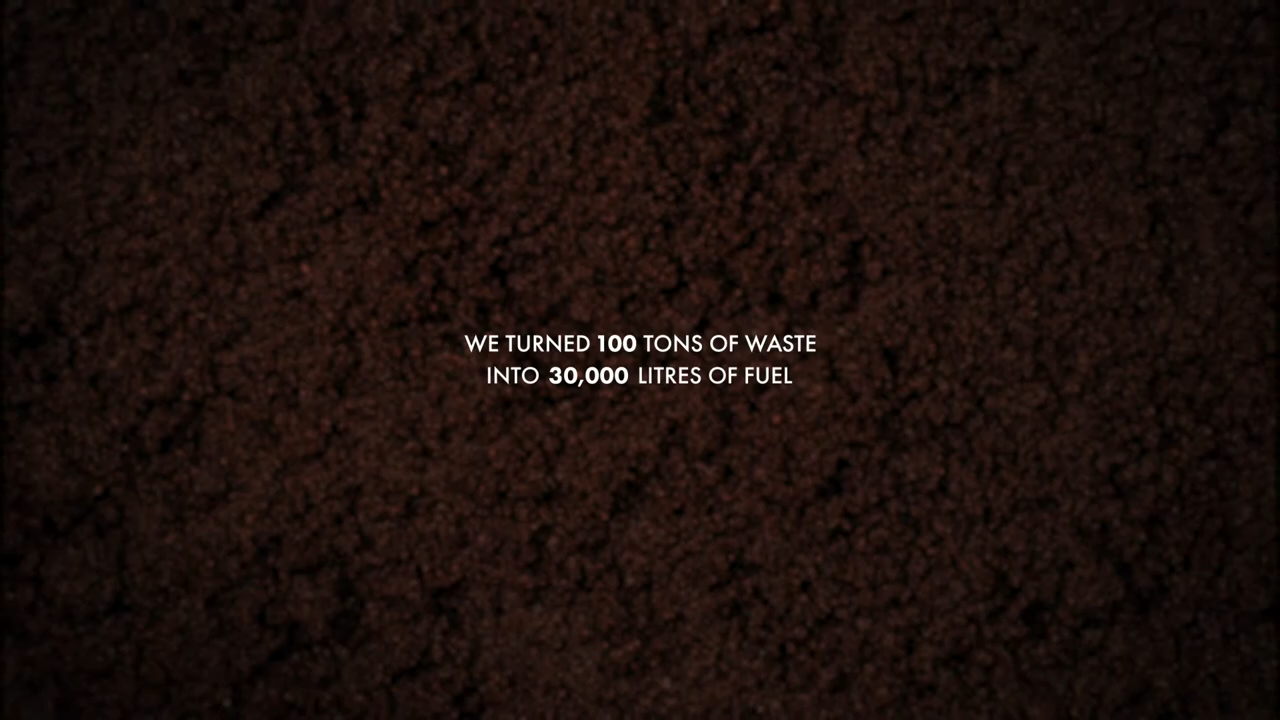 WE TURNED 100 TONS OF WASTE
INTO 30,000 LITRES OF FUEL